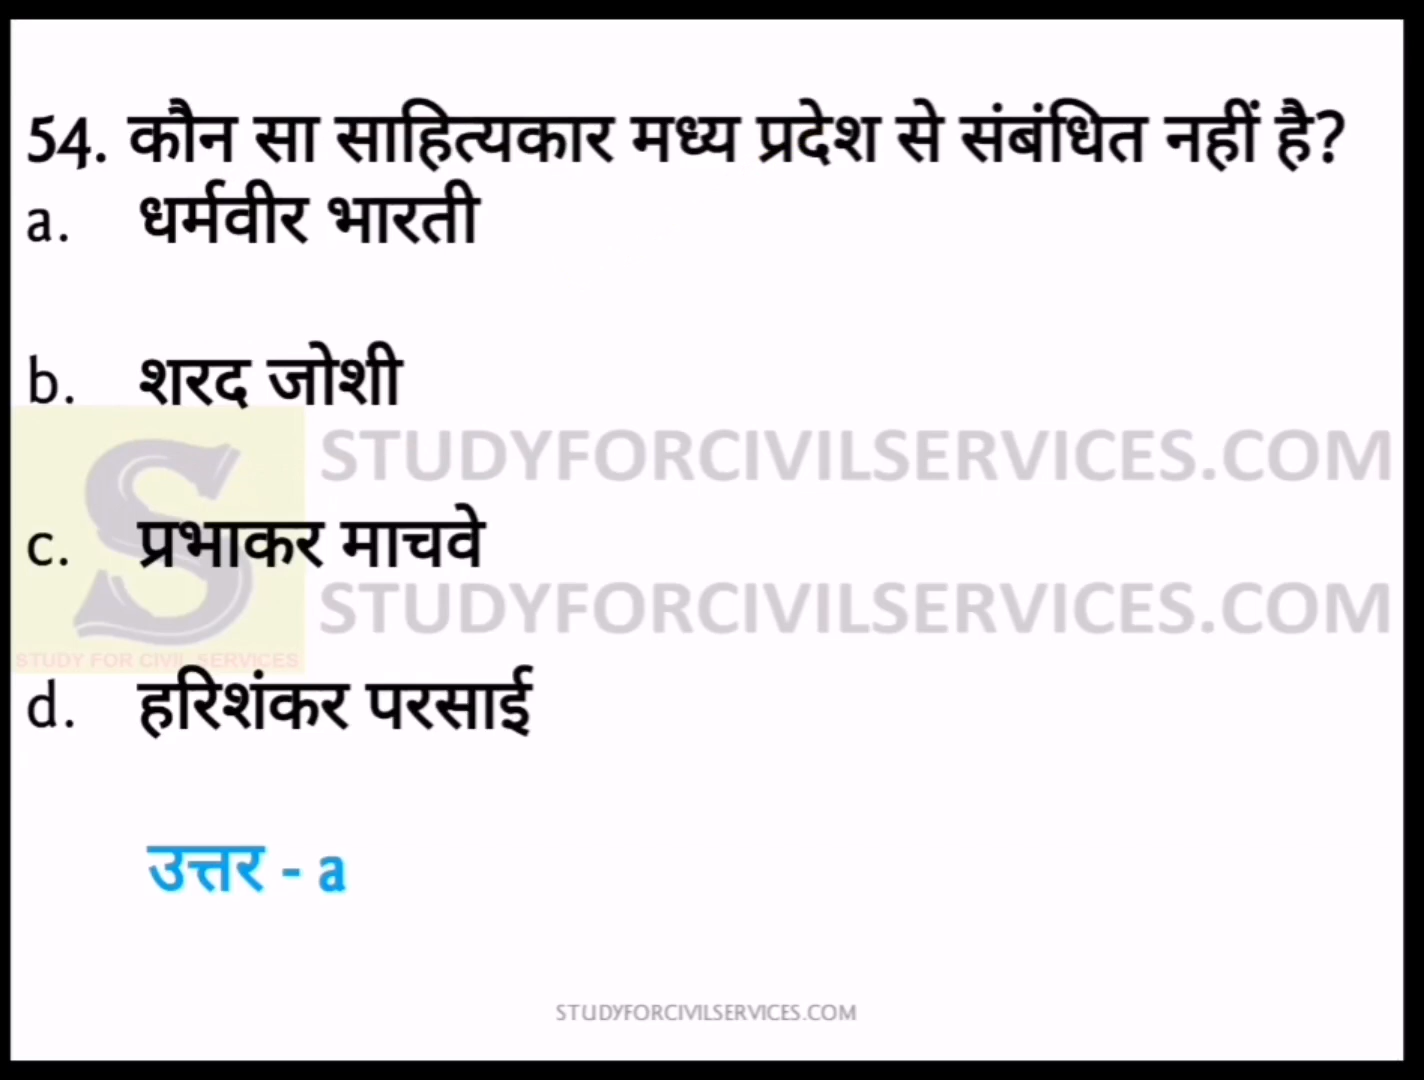 54. कौन सा साहित्यकार मध्य प्रदेश से संबंधित नहीं है?
a. धर्मवीर भारती
b. शरद जोशी
STUDYFORCIVILSERVICES.COM
c. प्रभाकर माचवे
STUDYFORCIVILSERVICES.COM
S
STUDY FOR CIVIL SERVICES
d. हरिशंकर परसाई
उत्तर - a
STUDYFORCIVILSERVICES.COM